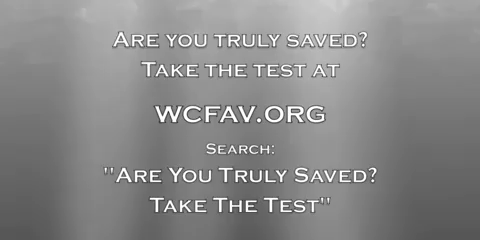 Are you truly saved?
Take the test at
wcfav.org
Search:
"Are You Truly Saved?
Take The Test"